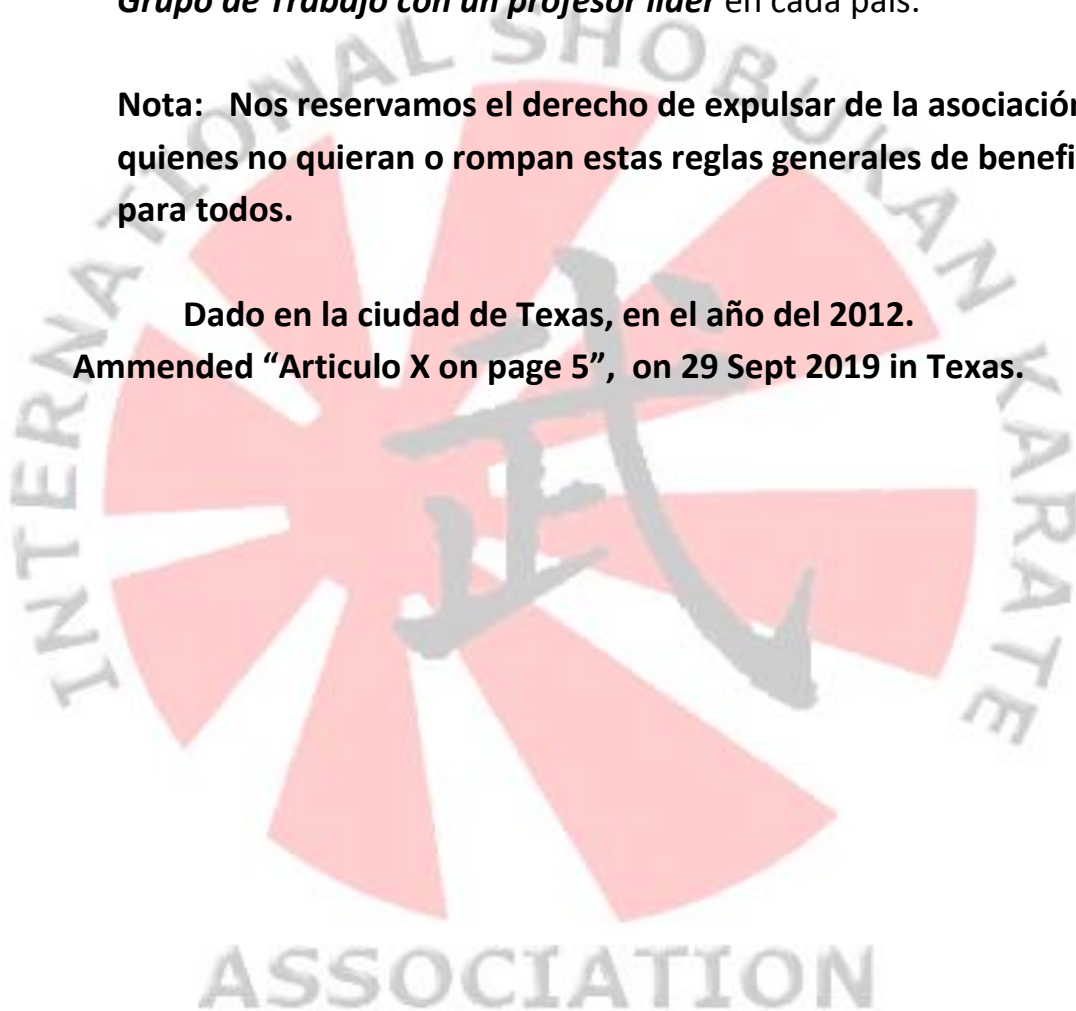 Grupo de Trabajo con un profesor líder en cada país.
Nota: Nos reservamos el derecho de expulsar de la asociación
quienes no quieran o rompan estas reglas generales de benefi
para todos.
Dado en la ciudad de Texas, en el año del 2012.
Ammended “Articulo X on page 5”, on 29 Sept 2019 in Texas.
INTERNATIONAL SHOBUKAN KARATE
武
ASSOCIATION